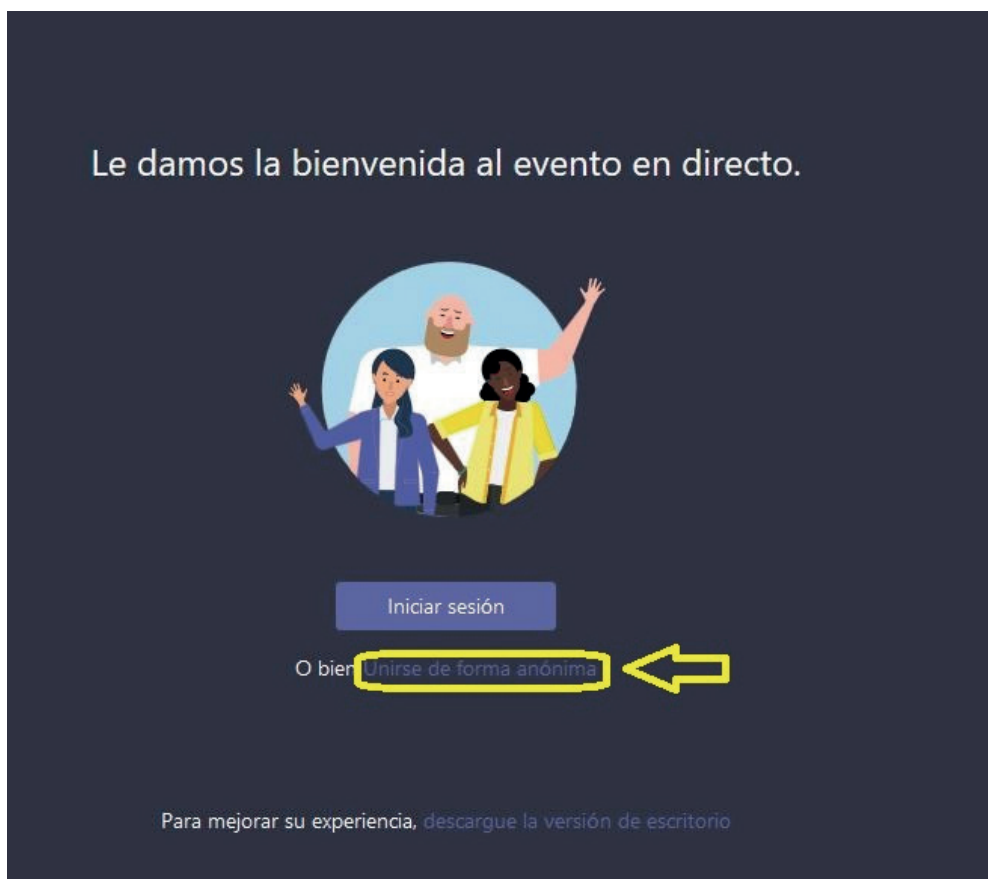 Le damos la bienvenida al evento en directo.
Iniciar sesión
O bien Unirse de forma anónima
Para mejorar su experiencia, descargue la versión de escritorio